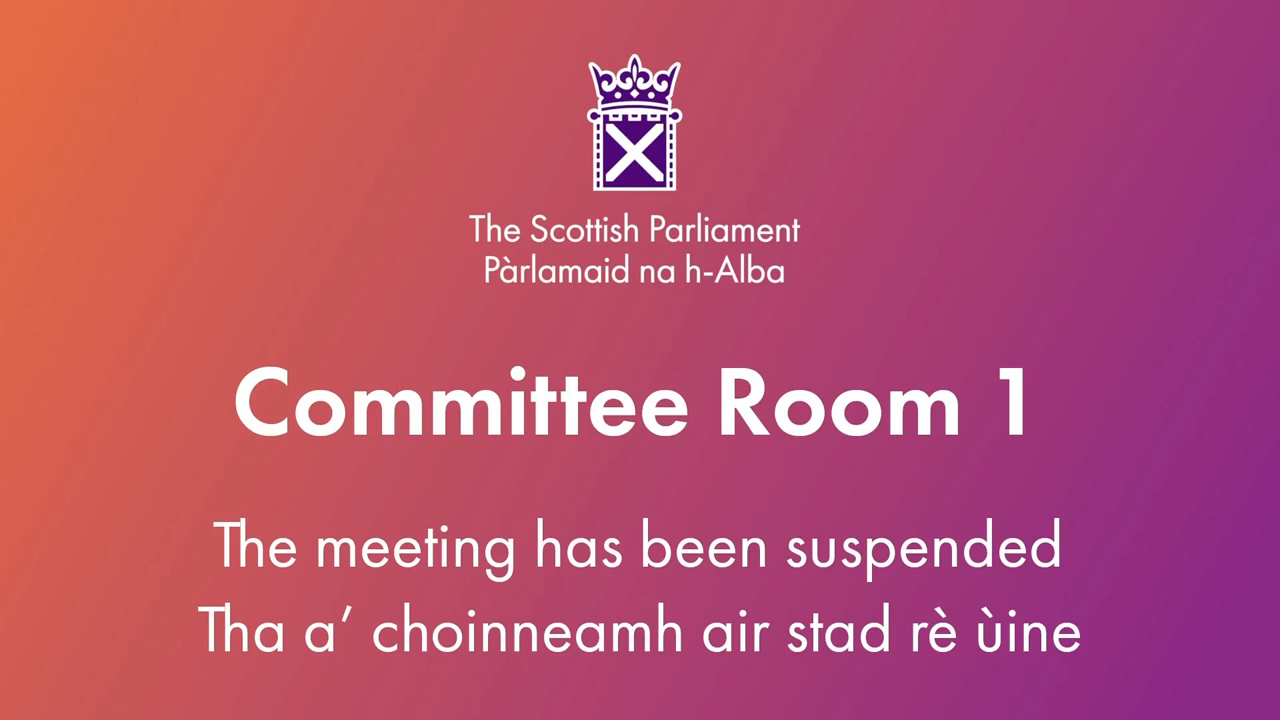 The Scottish Parliament
Pàrlamaid na h-Alba
Committee Room 1
The meeting has been suspended
Tha a’ choinneamh air stad rè ùine